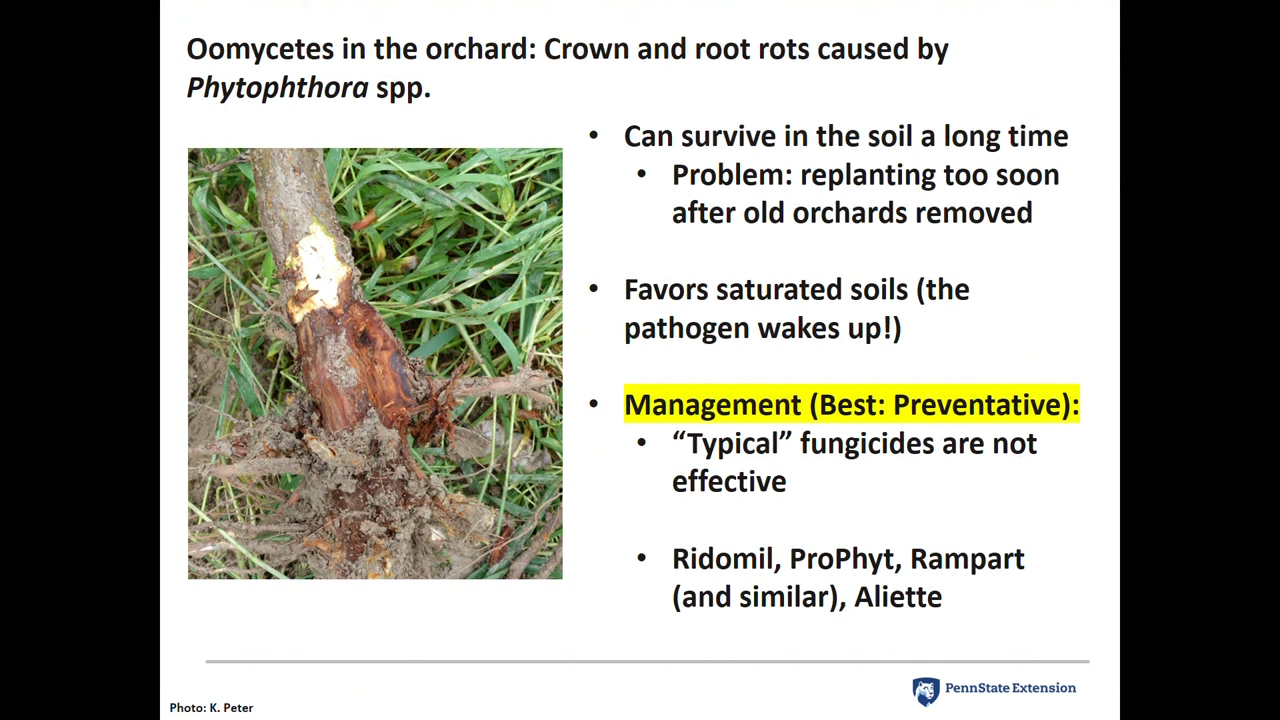 Oomycetes in the orchard: Crown and root rots caused by
Phytophthora spp.
• Can survive in the soil a long time
• Problem: replanting too soon
after old orchards removed
• Favors saturated soils (the
pathogen wakes up!)
• Management (Best: Preventative):
• “Typical” fungicides are not
effective
• Ridomil, ProPhyt, Rampart
(and similar), Aliette
PennState Extension
Photo: K. Peter